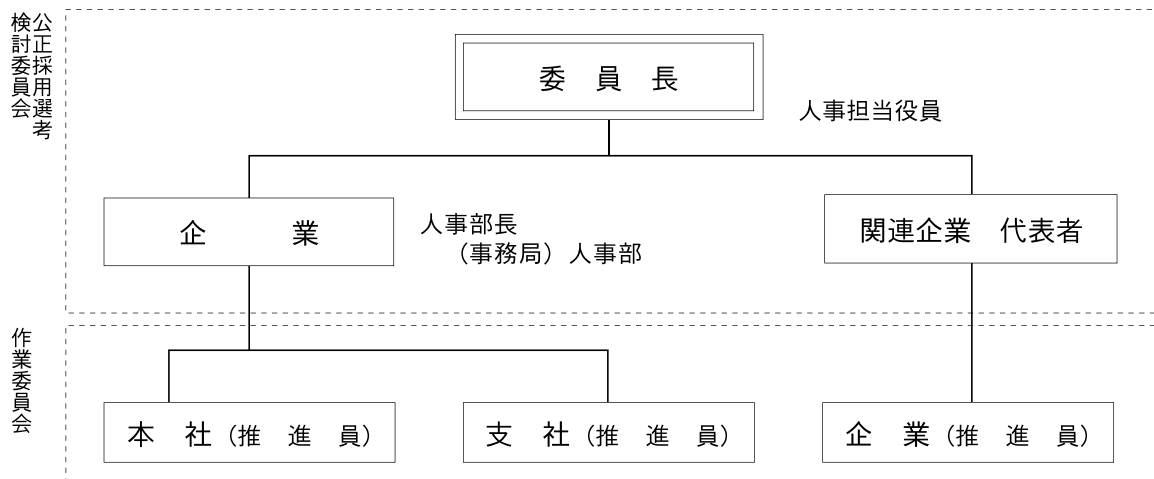 公正採用選考
検討委員会
委　員　長
人事担当役員
企　　　業
人事部長
（事務局）人事部
関連企業　代表者
作業委員会
本　社（推　進　員）
支　社（推　進　員）
企　業（推　進　員）